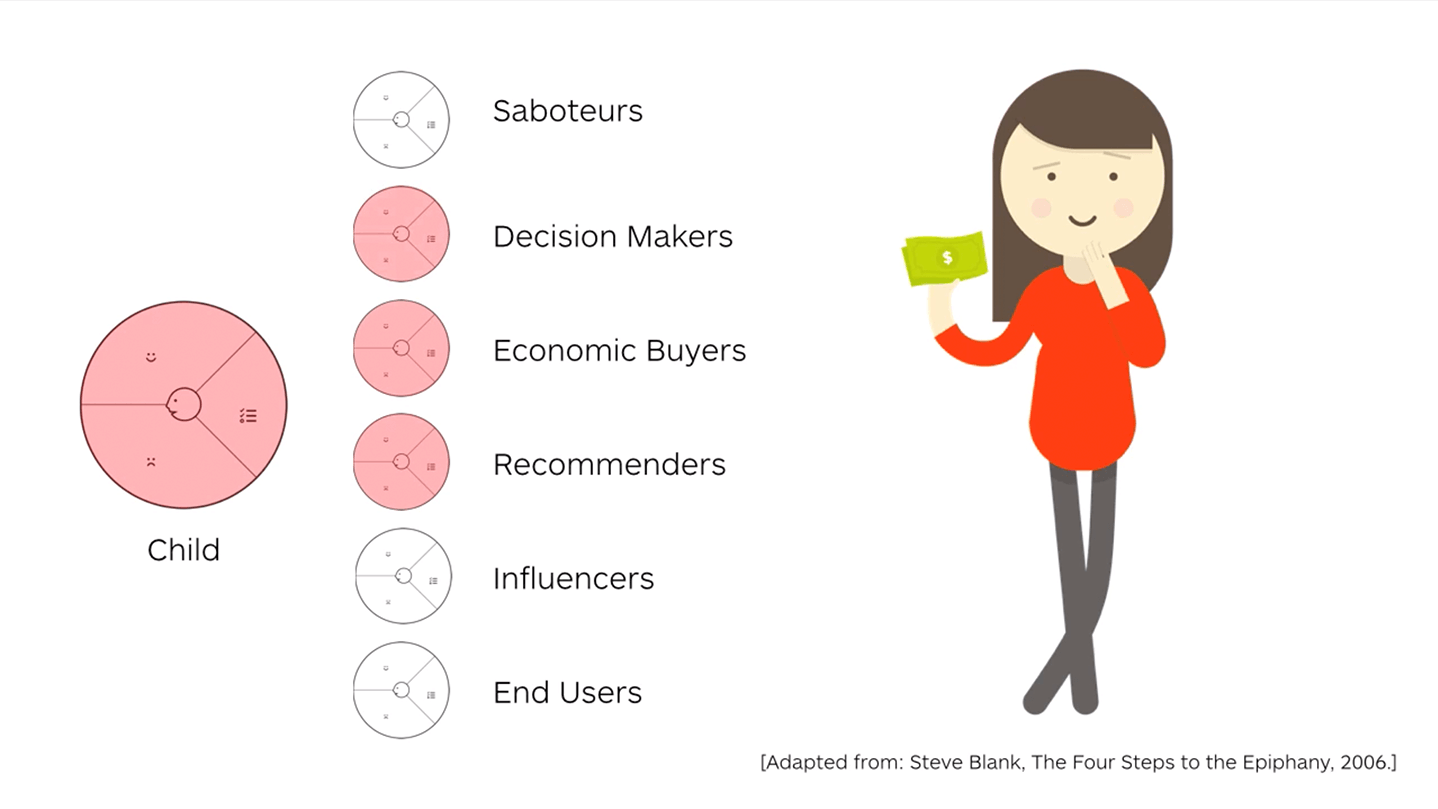 Saboteurs
Decision Makers
Economic Buyers
Recommenders
Influencers
End Users
Child
$
[Adapted from: Steve Blank, The Four Steps to the Epiphany, 2006.]